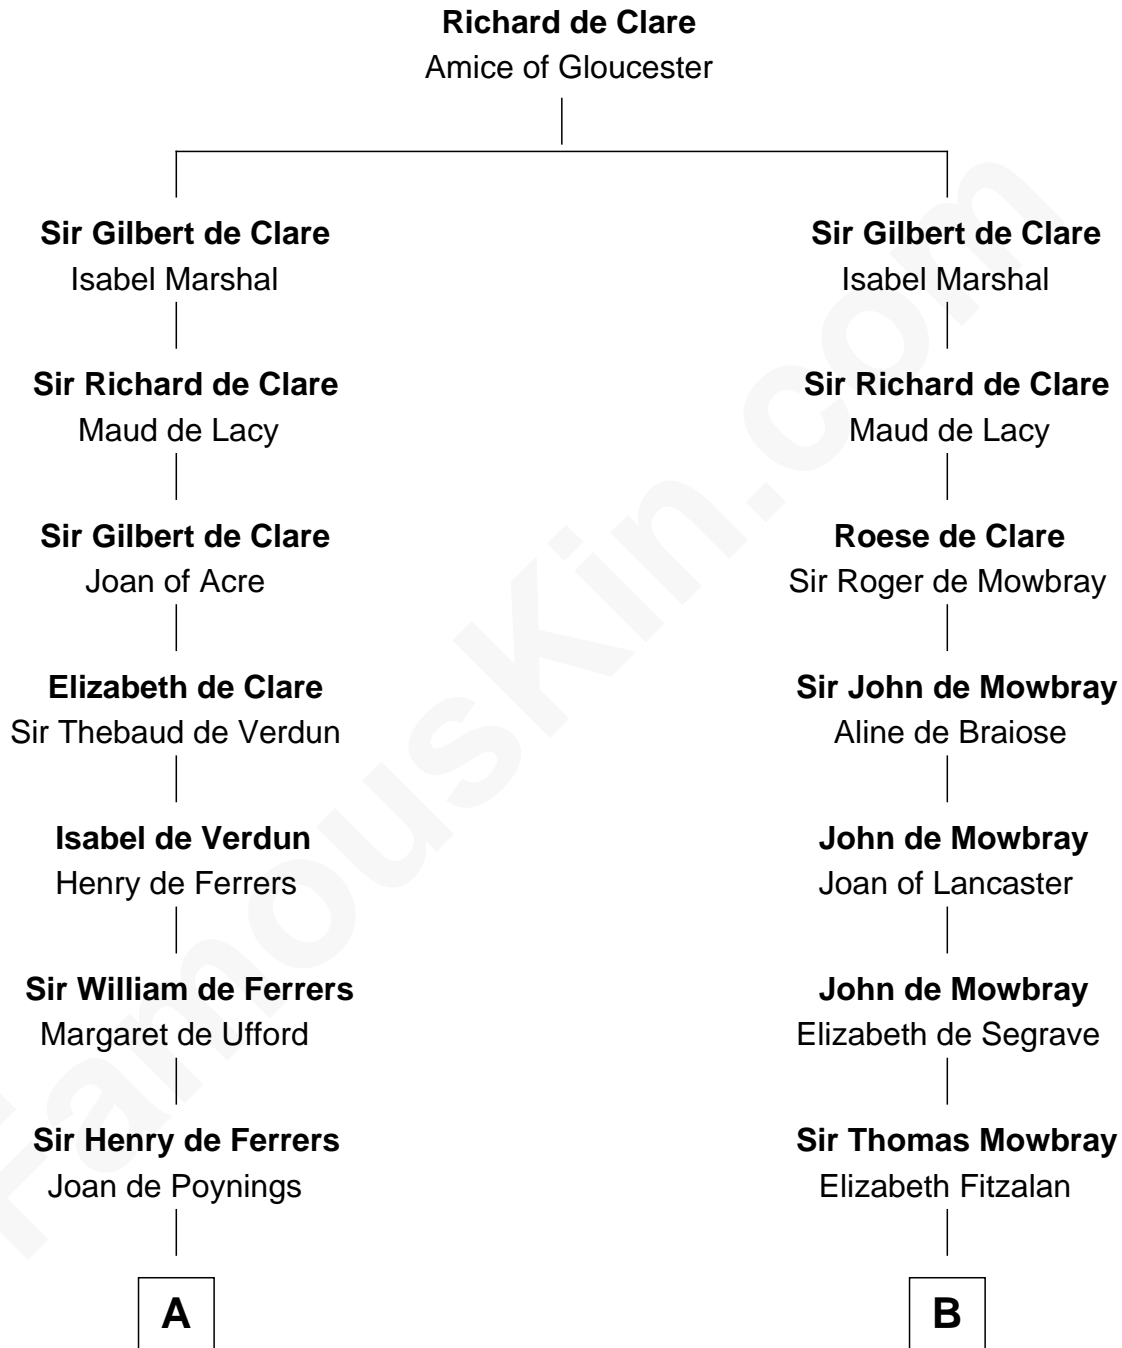 Richard de Clare
Amice of Gloucester
Sir Gilbert de Clare
Isabel Marshal
Sir Richard de Clare
Maud de Lacy
Sir Gilbert de Clare
Joan of Acre
Elizabeth de Clare
Sir Thebaud de Verdun
Isabel de Verdun
Henry de Ferrers
Sir William de Ferrers
Margaret de Ufford
Sir Henry de Ferrers
Joan de Poynings
A
Sir Gilbert de Clare
Isabel Marshal
Sir Richard de Clare
Maud de Lacy
Roese de Clare
Sir Roger de Mowbray
Sir John de Mowbray
Aline de Braiose
John de Mowbray
Joan of Lancaster
John de Mowbray
Elizabeth de Segrave
Sir Thomas Mowbray
Elizabeth Fitzalan
B
FamousKin.com